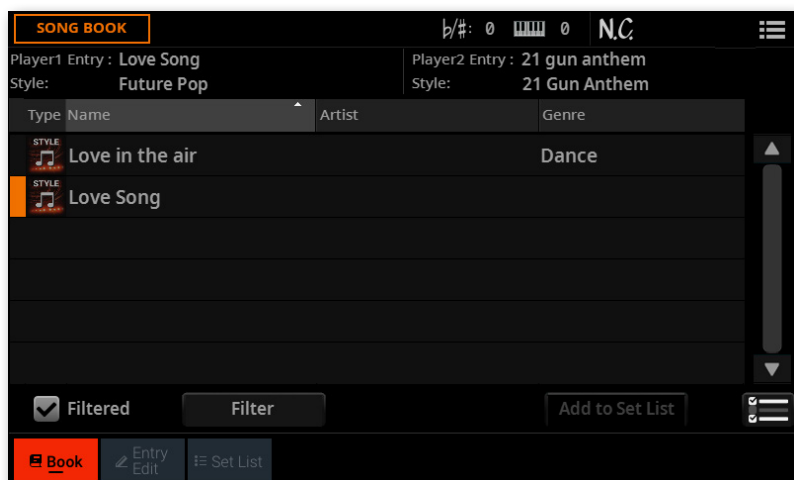 SONG BOOK ♭/#: 0 0 N.C.
Player1 Entry : Love Song Player2 Entry : 21 gun anthem
Style: Future Pop Style: 21 Gun Anthem
Type Name Artist Genre
STYLE Love in the air Dance
STYLE Love Song
Filtered Filter Add to Set List
Book Entry Edit Set List